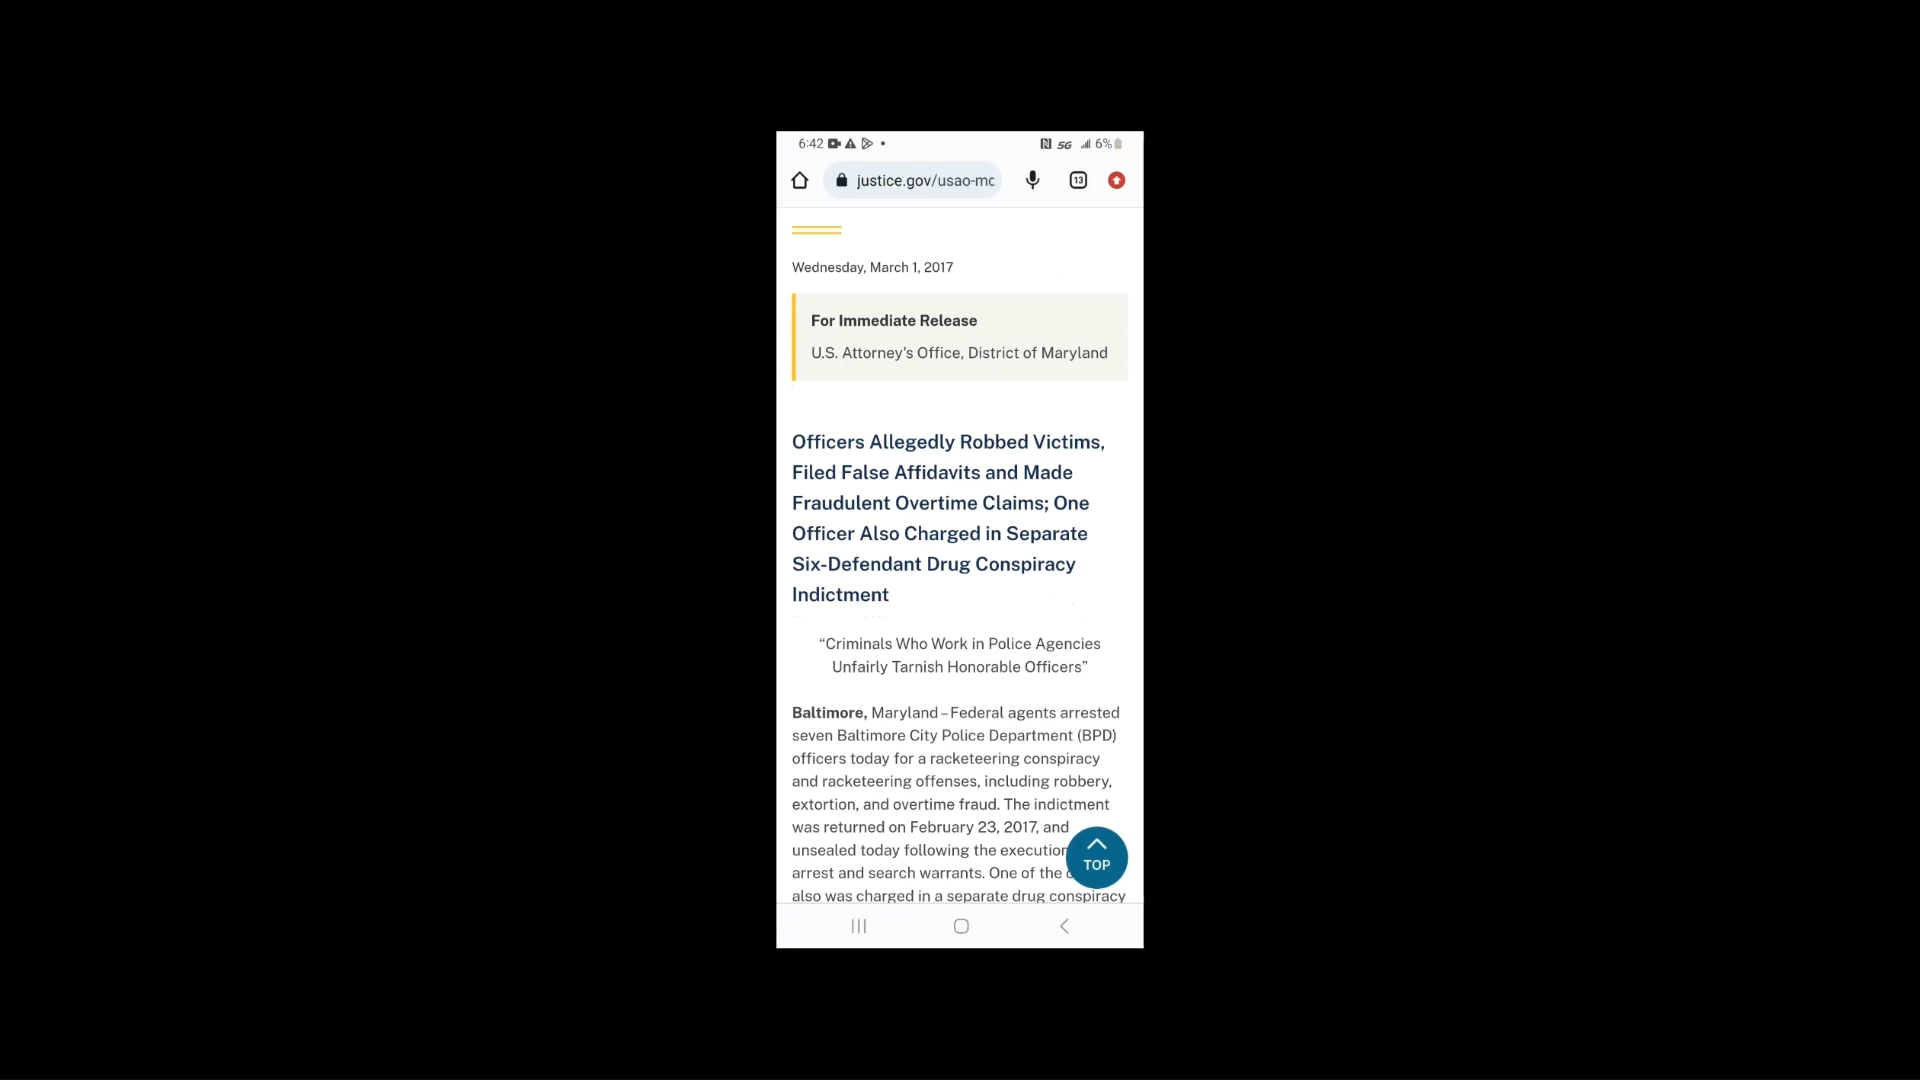 6:42
5G
6%
justice.gov/usao-mc
13
Wednesday, March 1, 2017
For Immediate Release
U.S. Attorney's Office, District of Maryland
Officers Allegedly Robbed Victims,
Filed False Affidavits and Made
Fraudulent Overtime Claims; One
Officer Also Charged in Separate
Six-Defendant Drug Conspiracy
Indictment
“Criminals Who Work in Police Agencies
Unfairly Tarnish Honorable Officers”
Baltimore, Maryland – Federal agents arrested
seven Baltimore City Police Department (BPD)
officers today for a racketeering conspiracy
and racketeering offenses, including robbery,
extortion, and overtime fraud. The indictment
was returned on February 23, 2017, and
unsealed today following the execution
arrest and search warrants. One of the
also was charged in a separate drug conspiracy
TOP